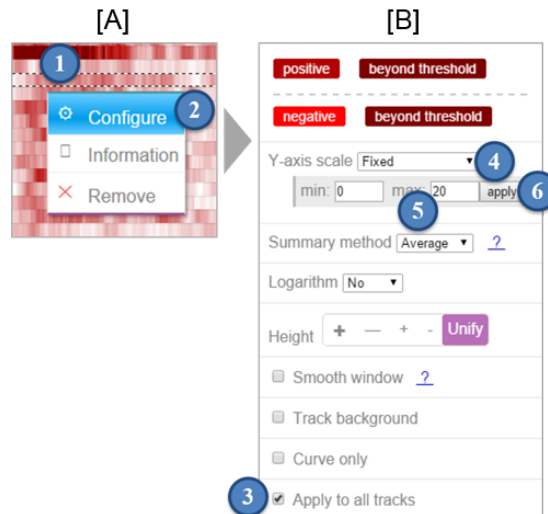 [A]
[B]
1
Configure
2
Information
Remove
positive
beyond threshold
negative
beyond threshold
Y-axis scale Fixed
4
min: 0 max: 20 apply
6
5
Summary method Average ?
Logarithm No
Height + — + - Unify
Smooth window ?
Track background
Curve only
3
Apply to all tracks